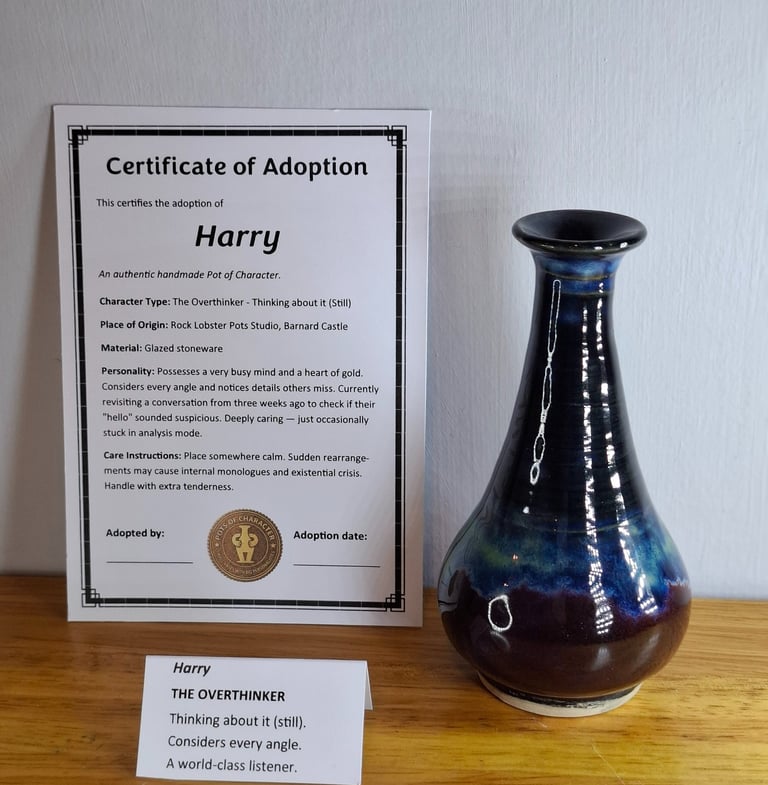 Certificate of Adoption
This certifies the adoption of
Harry
An authentic handmade Pot of Character.
Character Type: The Overthinker - Thinking about it (Still)
Place of Origin: Rock Lobster Pots Studio, Barnard Castle
Material: Glazed stoneware
Personality: Possesses a very busy mind and a heart of gold.
Considers every angle and notices details others miss. Currently
revisiting a conversation from three weeks ago to check if their
"hello" sounded suspicious. Deeply caring — just occasionally
stuck in analysis mode.
Care Instructions: Place somewhere calm. Sudden rearrange-
ments may cause internal monologues and existential crisis.
Handle with extra tenderness.
Adopted by:
POTS OF CHARACTER
Adoption date:
Harry
THE OVERTHINKER
Thinking about it (still).
Considers every angle.
A world-class listener.